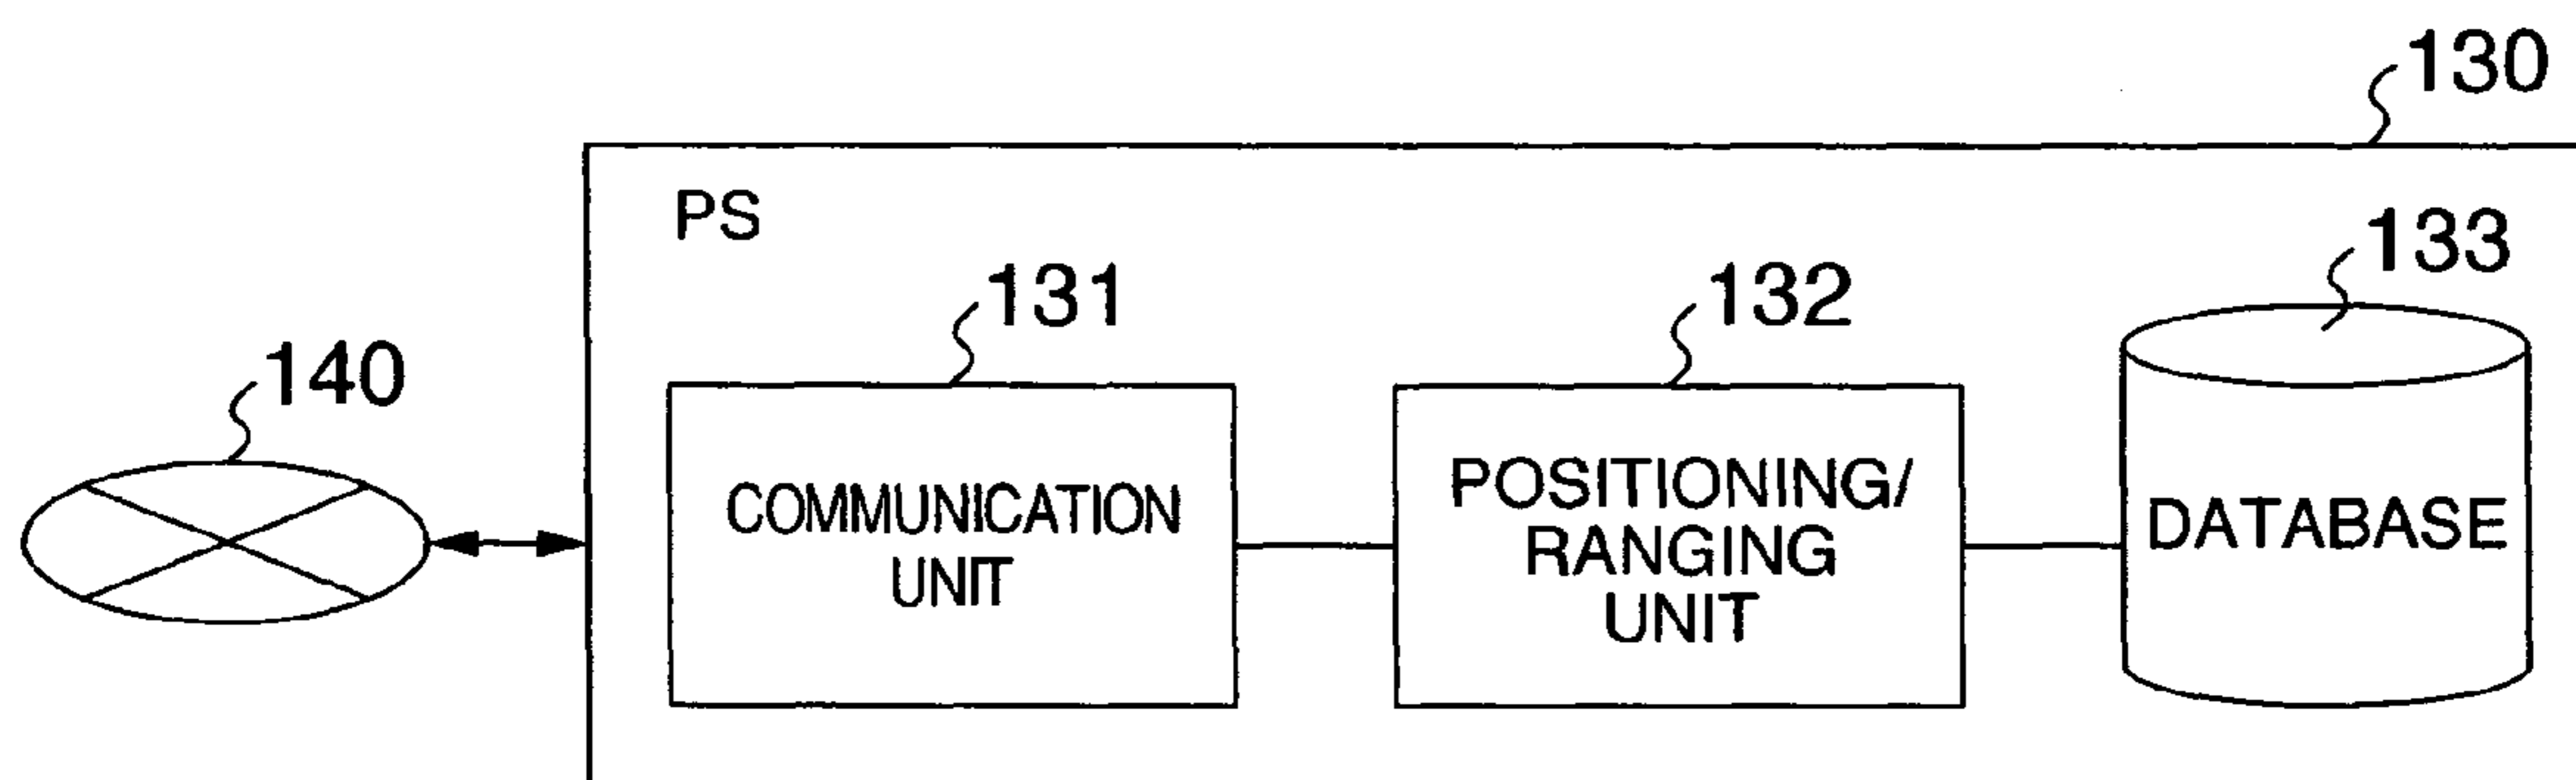 130
PS
133
131
132
140
COMMUNICATION
UNIT
POSITIONING/
RANGING
UNIT
DATABASE